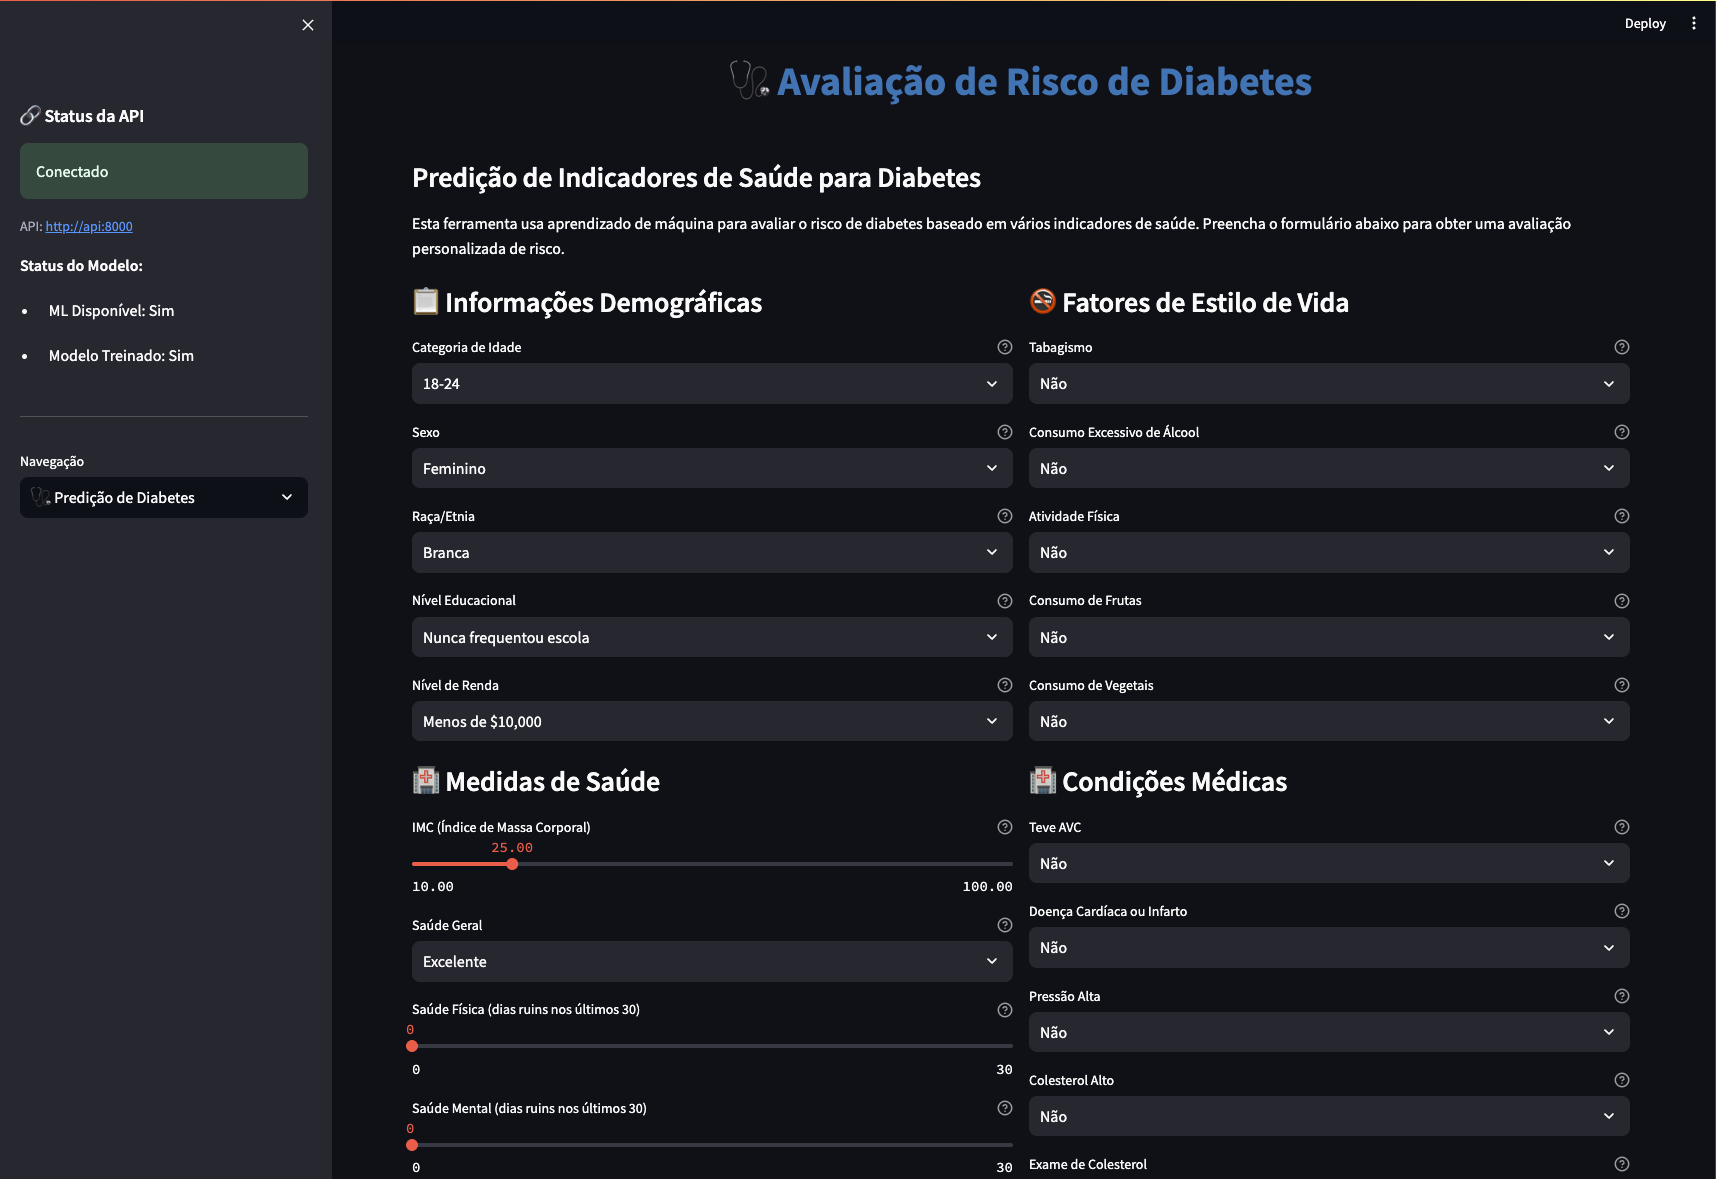 Deploy
Status da API
Conectado
API: http://api:8000
Status do Modelo:
ML Disponível: Sim
Modelo Treinado: Sim
Navegação
Predição de Diabetes
Avaliação de Risco de Diabetes
Predição de Indicadores de Saúde para Diabetes
Esta ferramenta usa aprendizado de máquina para avaliar o risco de diabetes baseado em vários indicadores de saúde. Preencha o formulário abaixo para obter uma avaliação
personalizada de risco.
Informações Demográficas
Categoria de Idade
18-24
Sexo
Feminino
Raça/Etnia
Branca
Nível Educacional
Nunca frequentou escola
Nível de Renda
Menos de $10,000
Medidas de Saúde
IMC (Índice de Massa Corporal)
25.00
10.00 100.00
Saúde Geral
Excelente
Saúde Física (dias ruins nos últimos 30)
0
0 30
Saúde Mental (dias ruins nos últimos 30)
0
0 30
Fatores de Estilo de Vida
Tabagismo
Não
Consumo Excessivo de Álcool
Não
Atividade Física
Não
Consumo de Frutas
Não
Consumo de Vegetais
Não
Condições Médicas
Teve AVC
Não
Doença Cardíaca ou Infarto
Não
Pressão Alta
Não
Colesterol Alto
Não
Exame de Colesterol